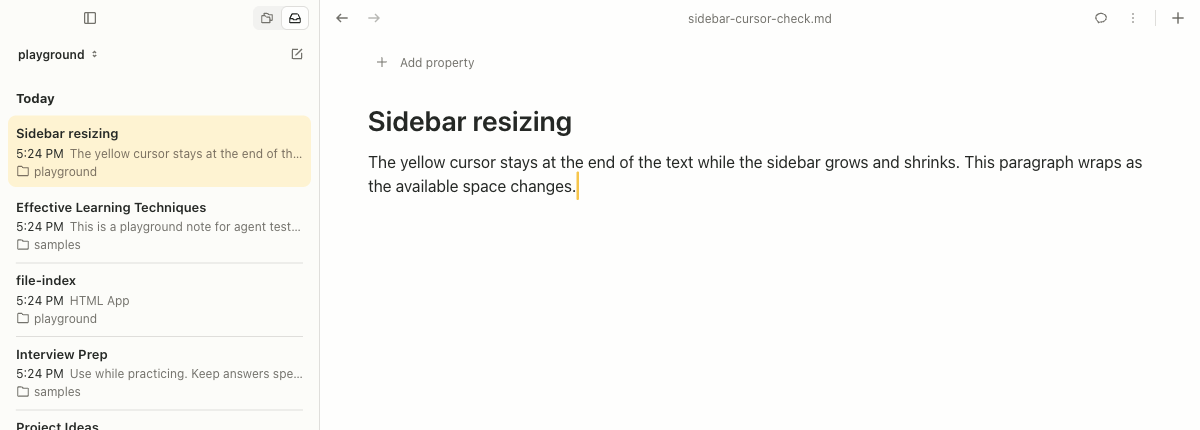 sidebar-cursor-check.md
playground
Today
Sidebar resizing
5:24 PM The yellow cursor stays at the end of th...
playground
Effective Learning Techniques
5:24 PM This is a playground note for agent test...
samples
file-index
5:24 PM HTML App
playground
Interview Prep
5:24 PM Use while practicing. Keep answers spe...
samples
Project Ideas
Add property
Sidebar resizing
The yellow cursor stays at the end of the text while the sidebar grows and shrinks. This paragraph wraps as
the available space changes.